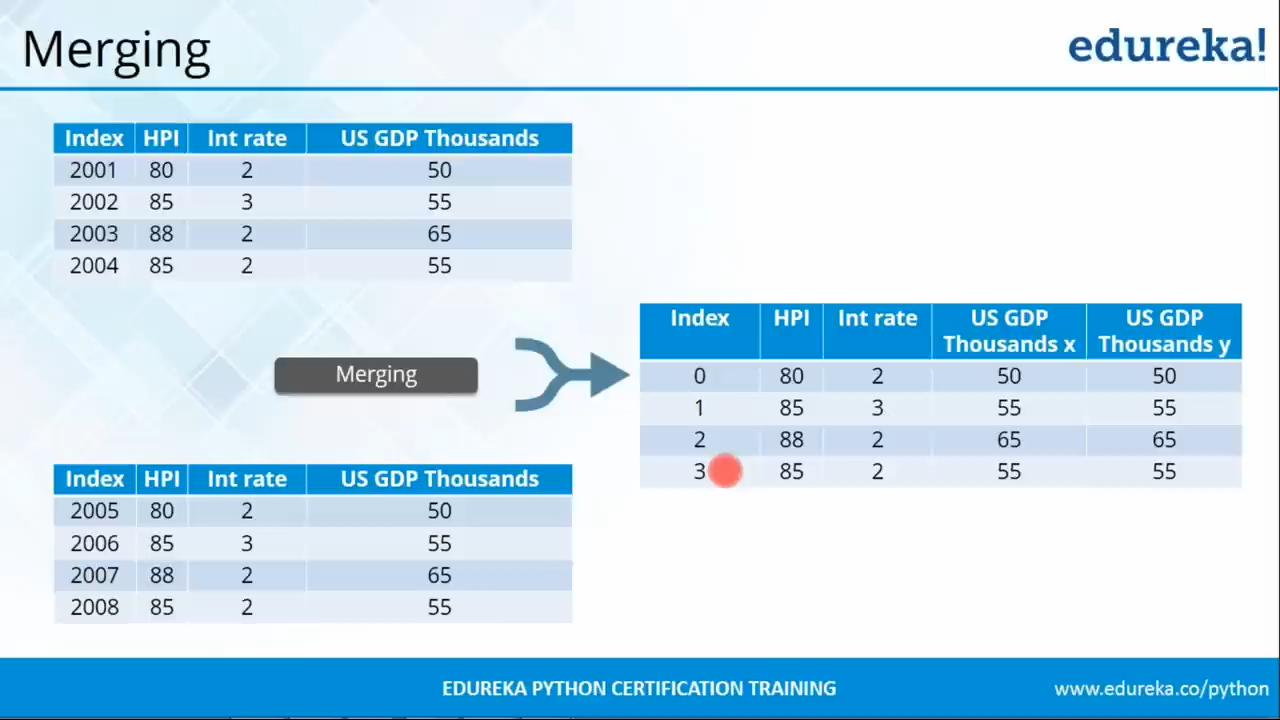 Merging
edureka!
Index HPI Int rate US GDP Thousands
2001 80 2 50
2002 85 3 55
2003 88 2 65
2004 85 2 55
Merging
Index HPI Int rate US GDP Thousands x US GDP Thousands y
0 80 2 50 50
1 85 3 55 55
2 88 2 65 65
3 85 2 55 55
Index HPI Int rate US GDP Thousands
2005 80 2 50
2006 85 3 55
2007 88 2 65
2008 85 2 55
EDUREKA PYTHON CERTIFICATION TRAINING
www.edureka.co/python